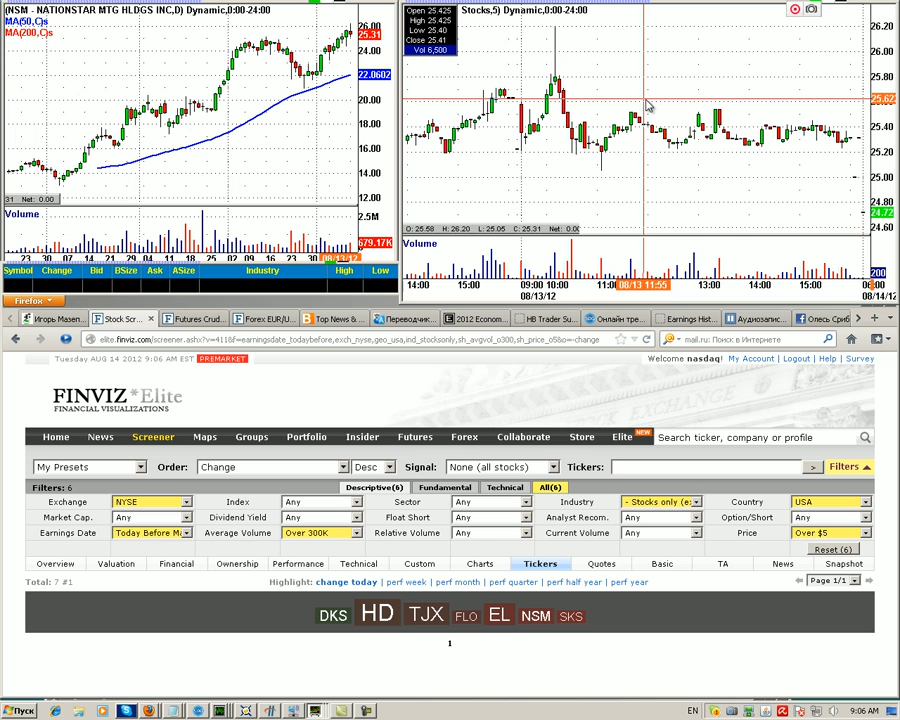 (NSM - NATIONSTAR MTG HLDGS INC,D) Dynamic,0:00-24:00
MA(50,C)s
MA(200,C)s
26.00
25.31
24.00
22.0602
20.00
18.00
16.00
14.00
12.00
31 Net: 0.00
Volume
2.5M
679.17K
23 30 07 14 21 29 04 11 18 25 02 09 16 23 30 08/13/12
Symbol Change Bid BSize Ask ASize Industry High Low
Open 25.425
High 25.425
Low 25.40
Close 25.41
Vol 6,500
Stocks,5) Dynamic,0:00-24:00
26.20
26.00
25.80
25.62
25.40
25.20
25.00
24.80
24.72
24.60
O: 25.58 H: 26.20 L: 25.05 C: 25.31 Net: 0.00
Volume
200
14:00 15:00 09:00 10:00 11:00 08/13 11:55 13:00 14:00 15:00
08/13/12 08/14/12
Firefox
Игорь Мазеп...
Stock Scr...
Futures Crud...
Forex EUR/U...
Top News & ...
Переводчик...
2012 Econom...
HB Trader Su...
Онлайн тре...
Earnings Hist...
Аудиозапис...
Олесь Сриб
elite.finviz.com/screener.ashx?v=411&f=earningsdate_todaybefore,exch_nyse,geo_usa,ind_stocksonly,sh_avgvol_o300,sh_price_o5&o=-change
mail.ru: Поиск в Интернете
Tuesday AUG 14 2012 9:06 AM EST PREMARKET
Welcome nasdaq! My Account | Logout | Help | Survey
FINVIZ*Elite
FINANCIAL VISUALIZATIONS
Home News Screener Maps Groups Portfolio Insider Futures Forex Collaborate Store Elite NEW Search ticker, company or profile
My Presets Order: Change Desc Signal: None (all stocks) Tickers: > Filters
Filters: 6 Descriptive(6) Fundamental Technical All(6)
Exchange NYSE Index Any Sector Any Industry - Stocks only (e: Country USA
Market Cap. Any Dividend Yield Any Float Short Any Analyst Recom. Any Option/Short Any
Earnings Date Today Before Ma Average Volume Over 300K Relative Volume Any Current Volume Any Price Over $5
Reset (6)
Overview Valuation Financial Ownership Performance Technical Custom Charts Tickers Quotes Basic TA News Snapshot
Total: 7 #1 Highlight: change today | perf week | perf month | perf quarter | perf half year | perf year Page 1/1
DKS HD TJX FLO EL NSM SKS
1
Пуск
EN
9:06 AM